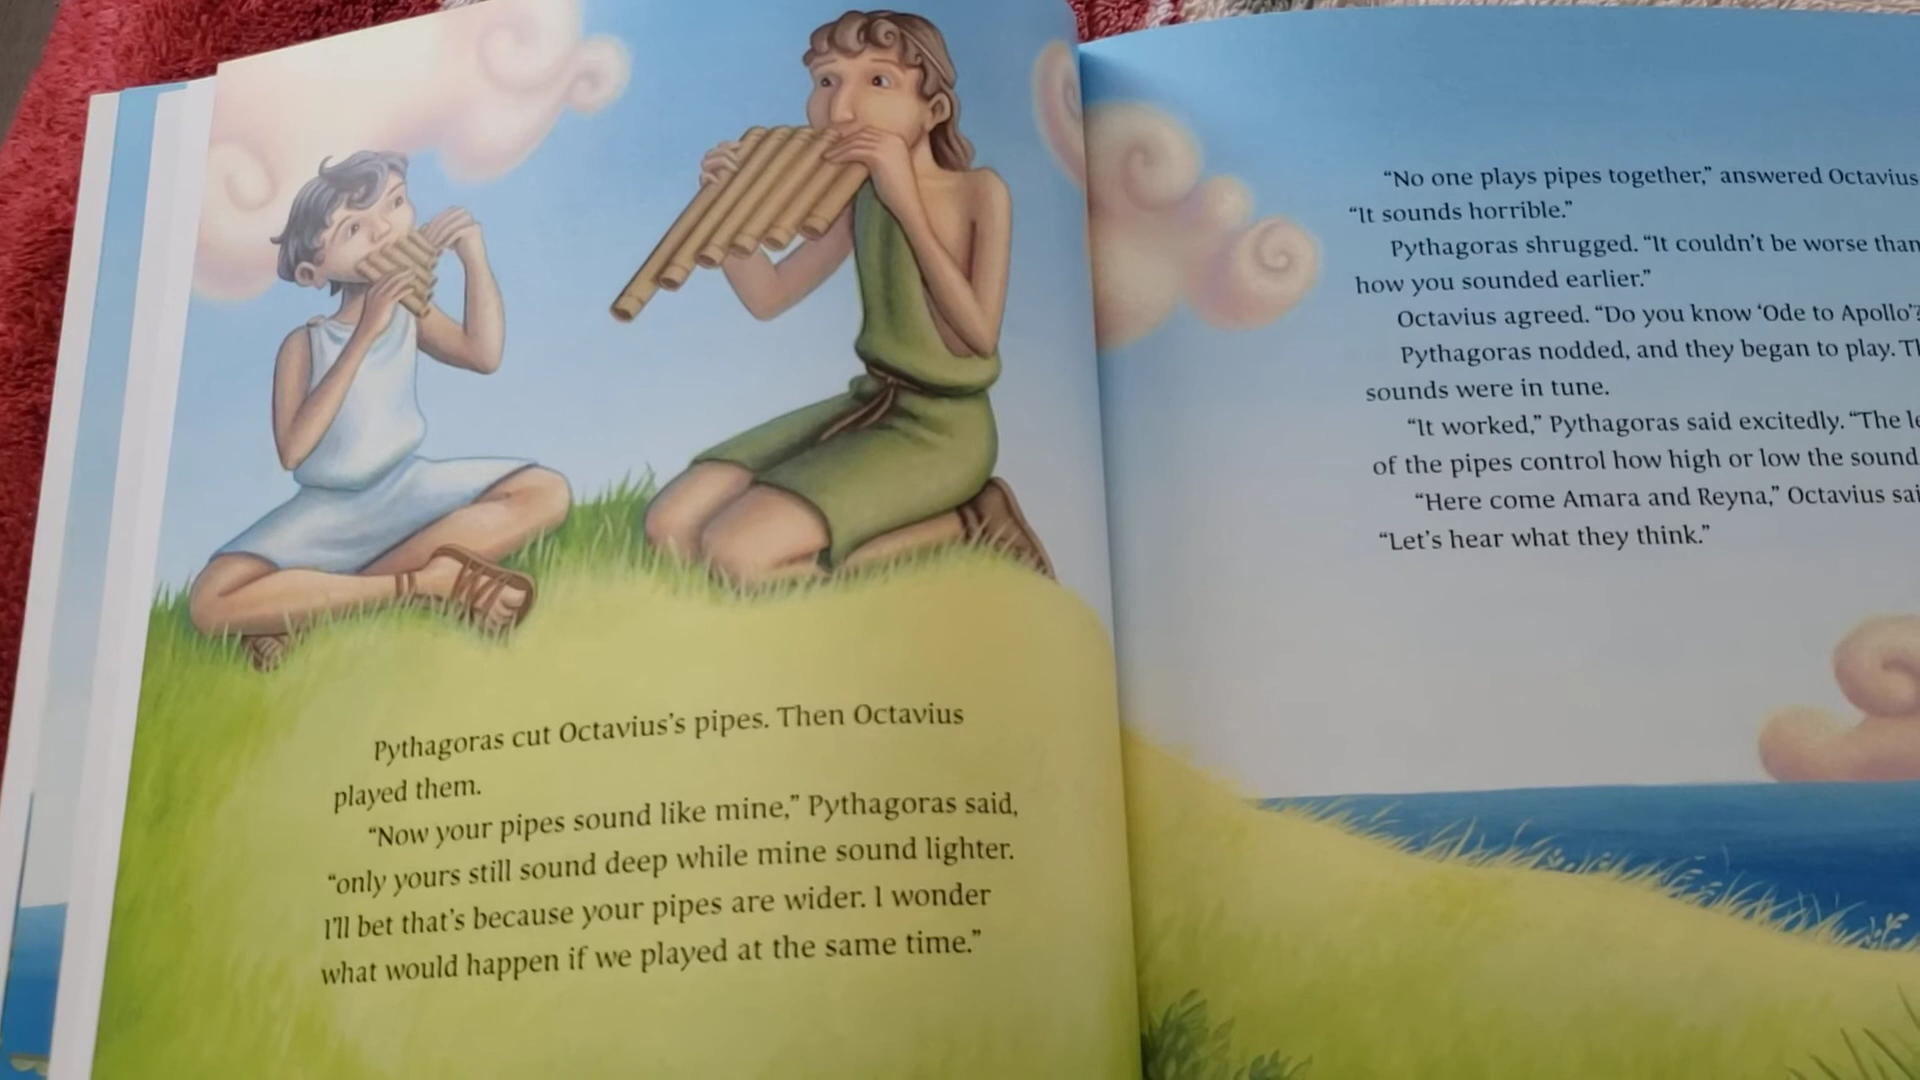 Pythagoras cut Octavius's pipes. Then Octavius
played them.
“Now your pipes sound like mine,” Pythagoras said,
“only yours still sound deep while mine sound lighter.
I'll bet that's because your pipes are wider. I wonder
what would happen if we played at the same time.”
“No one plays pipes together,” answered Octavius
“It sounds horrible.”
Pythagoras shrugged. “It couldn't be worse than
how you sounded earlier.”
Octavius agreed. “Do you know ‘Ode to Apollo’?
Pythagoras nodded, and they began to play.
sounds were in tune.
“It worked,” Pythagoras said excitedly. “The
of the pipes control how high or low the sound
“Here come Amara and Reyna,” Octavius
“Let's hear what they think.”